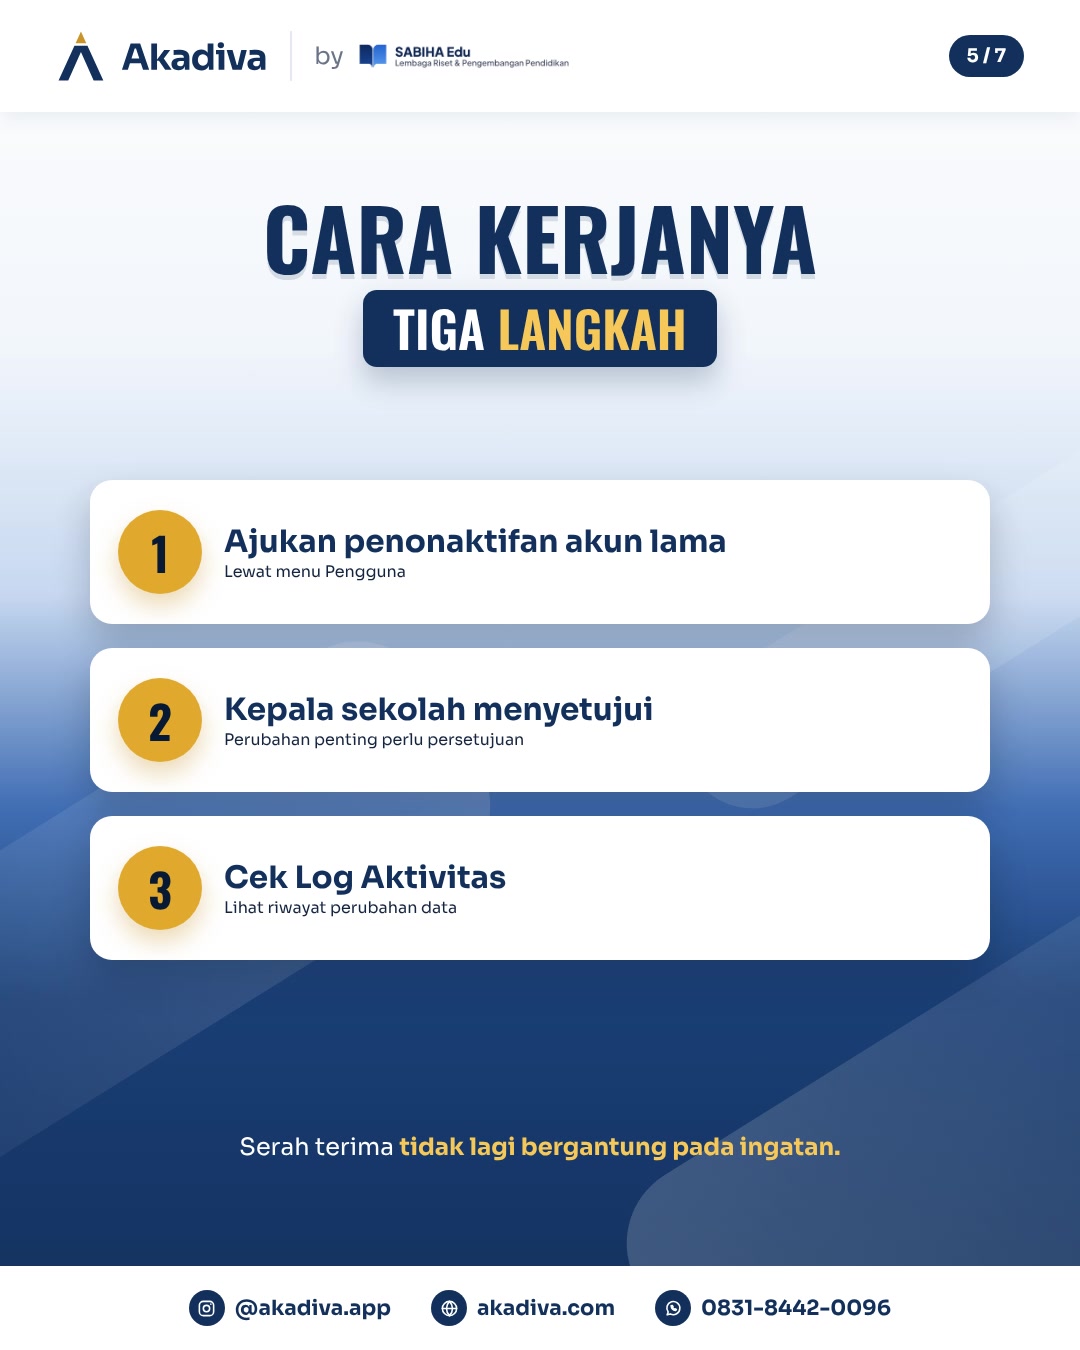 Akadiva
by
SABIHA Edu
Lembaga Riset & Pengembangan Pendidikan
5 / 7
CARA KERJANYA
TIGA LANGKAH
1
Ajukan penonaktifan akun lama
Lewat menu Pengguna
2
Kepala sekolah menyetujui
Perubahan penting perlu persetujuan
3
Cek Log Aktivitas
Lihat riwayat perubahan data
Serah terima tidak lagi bergantung pada ingatan.
@akadiva.app
akadiva.com
0831-8442-0096